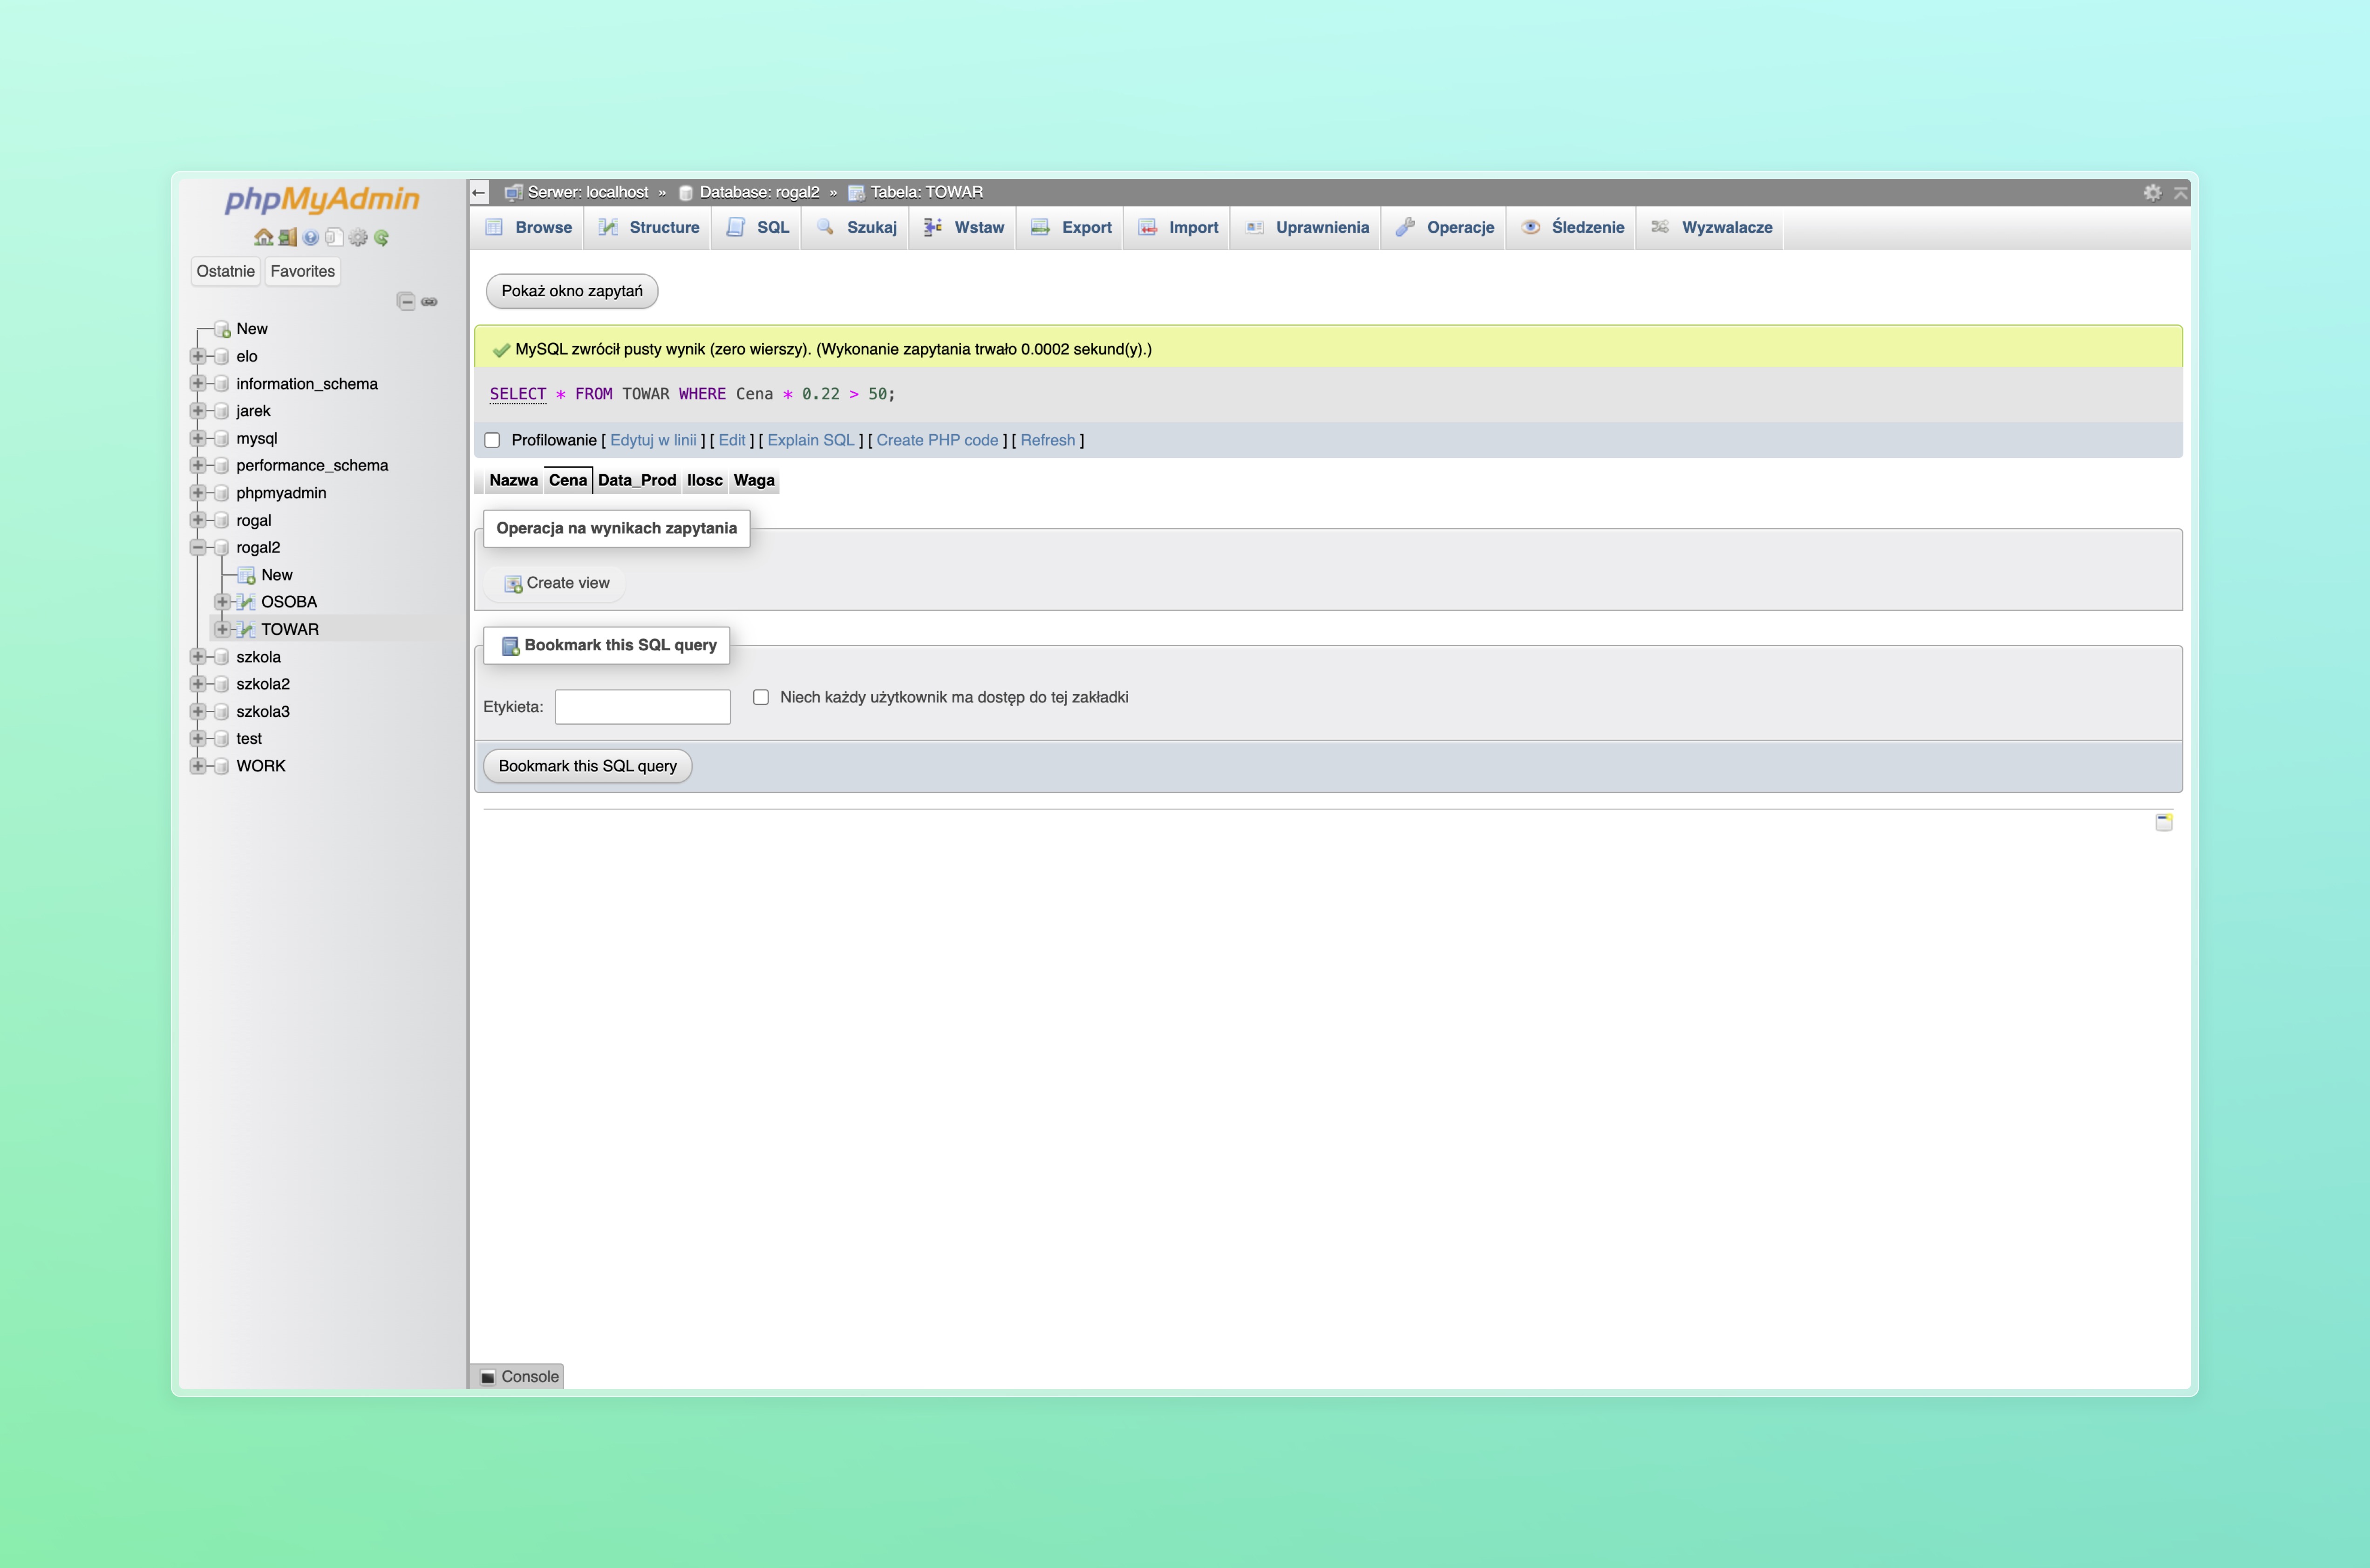 phpMyAdmin
Ostatnie Favorites
New
elo
information_schema
jarek
mysql
performance_schema
phpmyadmin
rogal
rogal2
New
OSOBA
TOWAR
szkola
szkola2
szkola3
test
WORK
Serwer: localhost » Database: rogal2 » Tabela: TOWAR
Browse Structure SQL Szukaj Wstaw Export Import Uprawnienia Operacje Śledzenie Wyzwalacze
Pokaż okno zapytań
MySQL zwrócił pusty wynik (zero wierszy). (Wykonanie zapytania trwało 0.0002 sekund(y).)
SELECT * FROM TOWAR WHERE Cena * 0.22 > 50;
Profilowanie [ Edytuj w linii ] [ Edit ] [ Explain SQL ] [ Create PHP code ] [ Refresh ]
Nazwa Cena Data_Prod Ilosc Waga
Operacja na wynikach zapytania
Create view
Bookmark this SQL query
Etykieta: Niech każdy użytkownik ma dostęp do tej zakładki
Bookmark this SQL query
Console